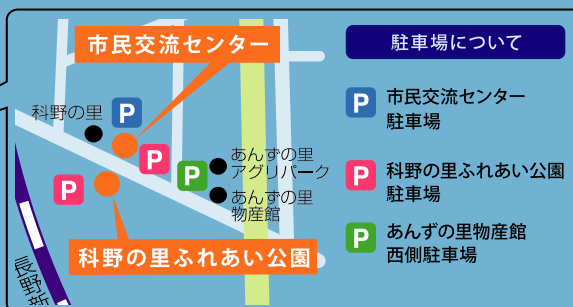 市民交流センター
駐車場について
P
市民交流センター
駐車場
科野の里
P
P
科野の里ふれあい公園
駐車場
P
P
あんずの里
アグリパーク
あんずの里
物産館
P
あんずの里物産館
西側駐車場
科野の里ふれあい公園
P
長野新